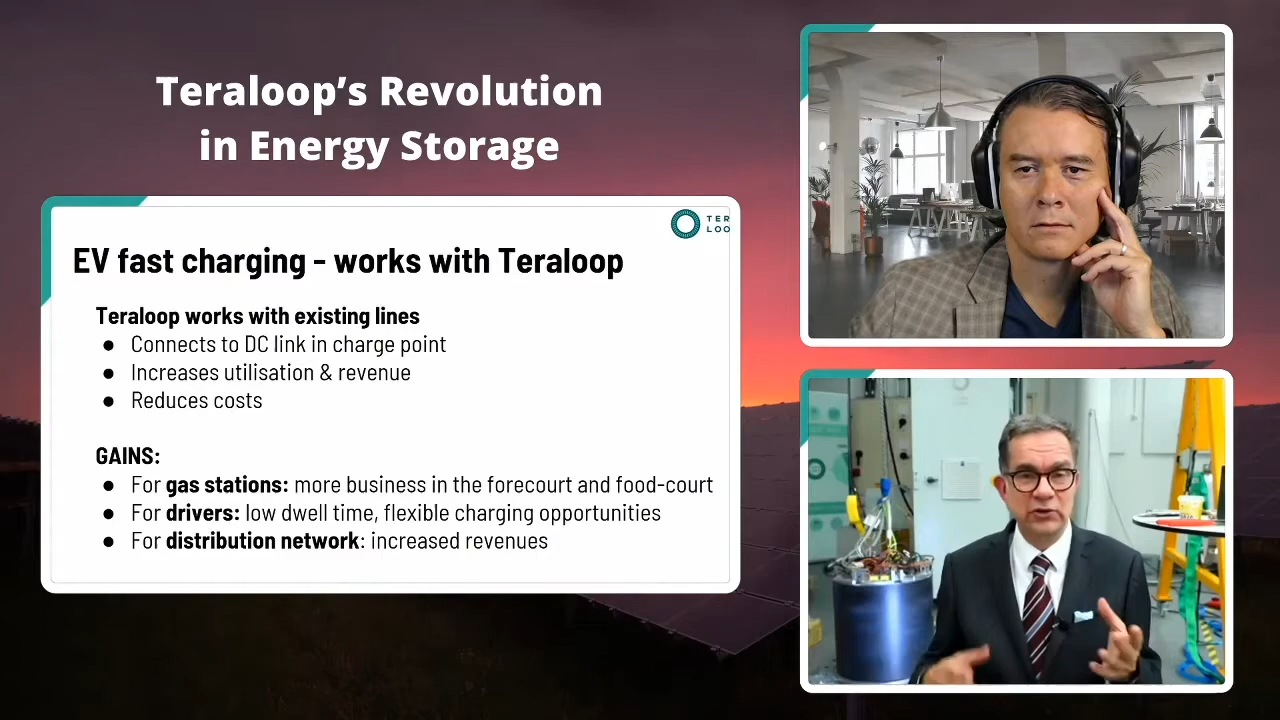 Teraloop’s Revolution
in Energy Storage
TER
LOO
EV fast charging - works with Teraloop
Teraloop works with existing lines
● Connects to DC link in charge point
● Increases utilisation & revenue
● Reduces costs
GAINS:
● For gas stations: more business in the forecourt and food-court
● For drivers: low dwell time, flexible charging opportunities
● For distribution network: increased revenues